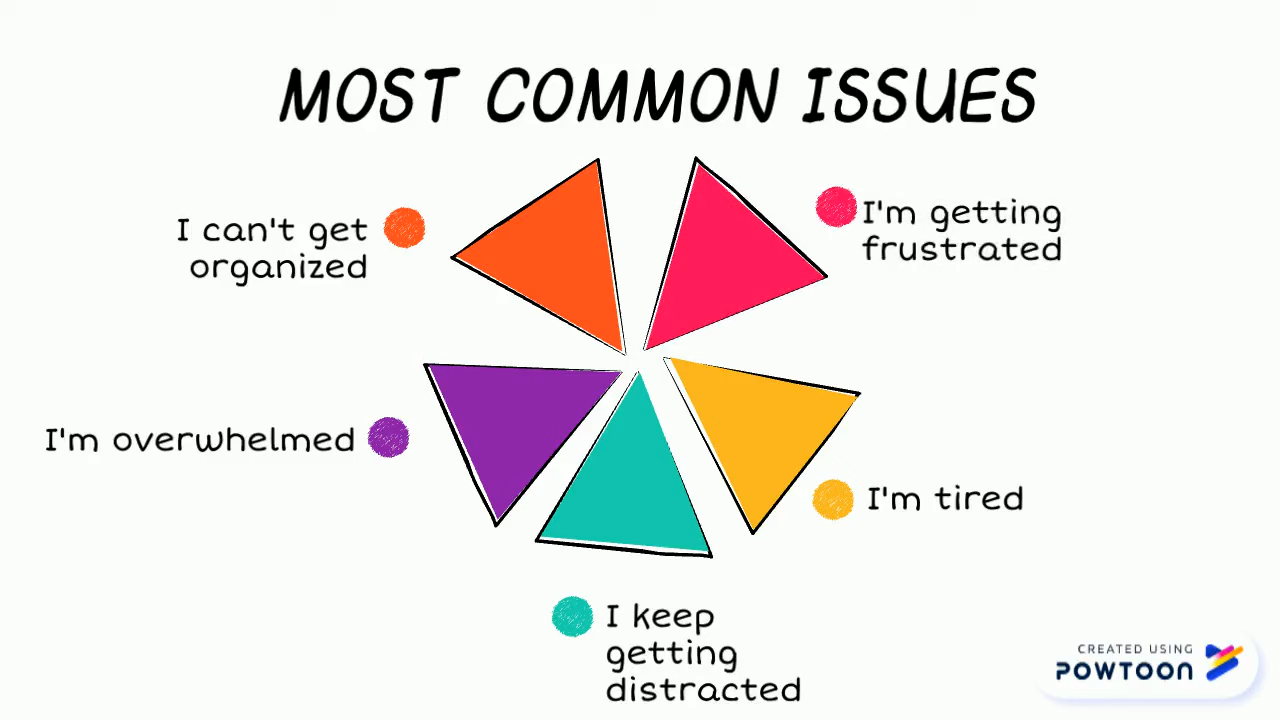 MOST COMMON ISSUES
I can't get
organized
I'm getting
frustrated
I'm overwhelmed
I'm tired
I keep
getting
distracted
CREATED USING
POWTOON